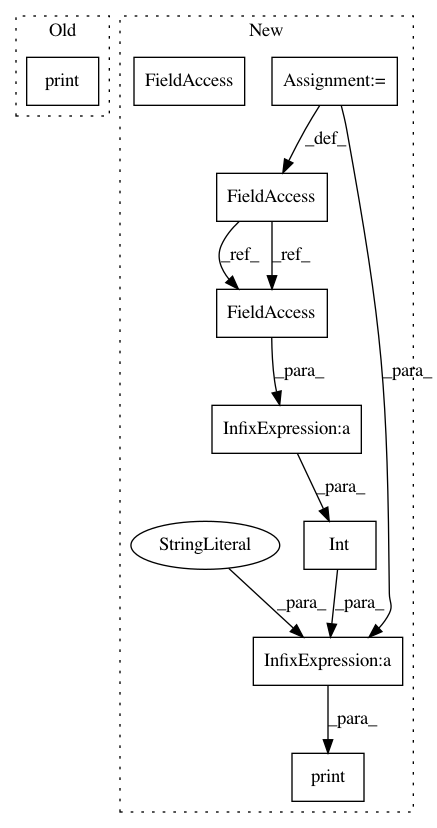 Old
New
print
FieldAccess
Assignment:=
_def_
FieldAccess
_ref_
_ref_
FieldAccess
_para_
_para_
InfixExpression:a
_para_
StringLiteral
Int
_para_
_para_
InfixExpression:a
_para_
print